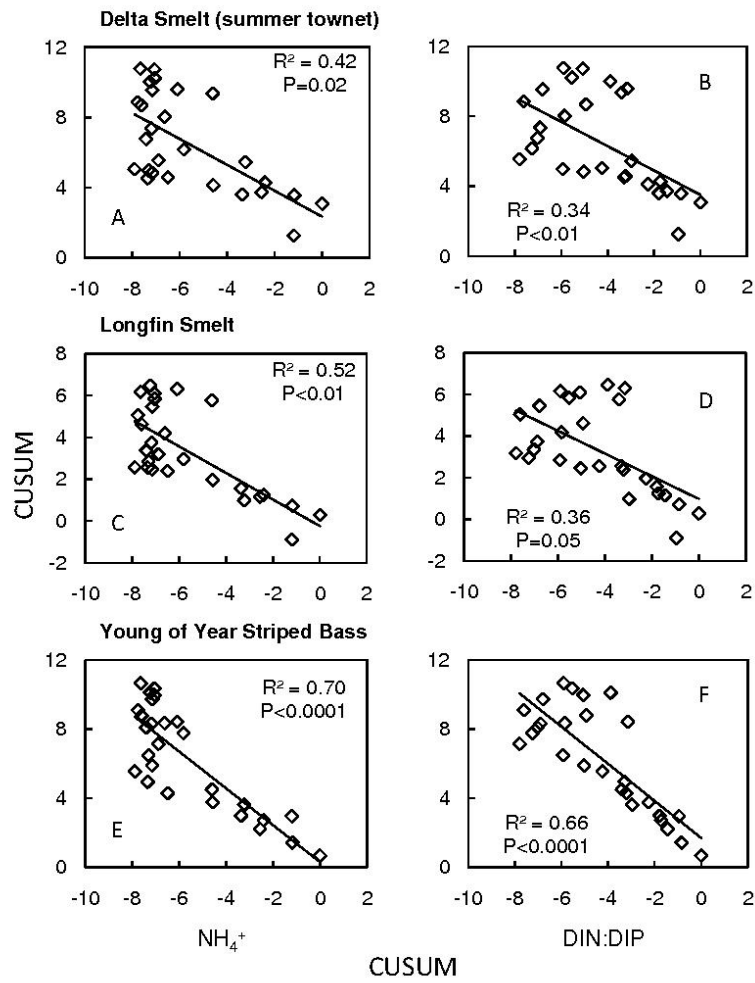 Delta Smelt (summer townet)
12
8
4
0
R² = 0.42
P=0.02
A
-10 -8 -6 -4 -2 0 2
12
8
4
0
B
R² = 0.34
P<0.01
-10 -8 -6 -4 -2 0 2
Longfin Smelt
8
6
4
2
0
-2
R² = 0.52
P<0.01
C
-10 -8 -6 -4 -2 0 2
8
6
4
2
0
-2
D
R² = 0.36
P=0.05
-10 -8 -6 -4 -2 0 2
CUSUM
Young of Year Striped Bass
12
8
4
0
R² = 0.70
P<0.0001
E
-10 -8 -6 -4 -2 0 2
NH₄⁺
12
8
4
0
F
R² = 0.66
P<0.0001
-10 -8 -6 -4 -2 0 2
DIN:DIP
CUSUM